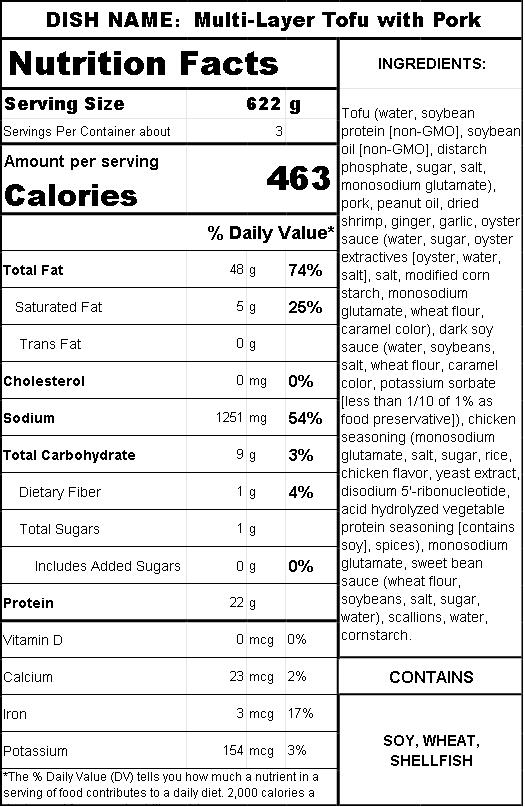 DISH NAME: Multi-Layer Tofu with Pork
Nutrition Facts
Serving Size 622 g
Servings Per Container about 3
Amount per serving
Calories 463
% Daily Value*
Total Fat 48 g 74%
Saturated Fat 5 g 25%
Trans Fat 0 g
Cholesterol 0 mg 0%
Sodium 1251 mg 54%
Total Carbohydrate 9 g 3%
Dietary Fiber 1 g 4%
Total Sugars 1 g
Includes Added Sugars 0 g 0%
Protein 22 g
Vitamin D 0 mcg 0%
Calcium 23 mcg 2%
Iron 3 mcg 17%
Potassium 154 mcg 3%
*The % Daily Value (DV) tells you how much a nutrient in a
serving of food contributes to a daily diet. 2,000 calories a
INGREDIENTS:
Tofu (water, soybean
protein [non-GMO], soybean
oil [non-GMO], distarch
phosphate, sugar, salt,
monosodium glutamate),
pork, peanut oil, dried
shrimp, ginger, garlic, oyster
sauce (water, sugar, oyster
extractives [oyster, water,
salt], salt, modified corn
starch, monosodium
glutamate, wheat flour,
caramel color), dark soy
sauce (water, soybeans,
salt, wheat flour, caramel
color, potassium sorbate
[less than 1/10 of 1% as
food preservative]), chicken
seasoning (monosodium
glutamate, salt, sugar, rice,
chicken flavor, yeast extract,
disodium 5'-ribonucleotide,
acid hydrolyzed vegetable
protein seasoning [contains
soy], spices), monosodium
glutamate, sweet bean
sauce (wheat flour,
soybeans, salt, sugar,
water), scallions, water,
cornstarch.
CONTAINS
SOY, WHEAT,
SHELLFISH